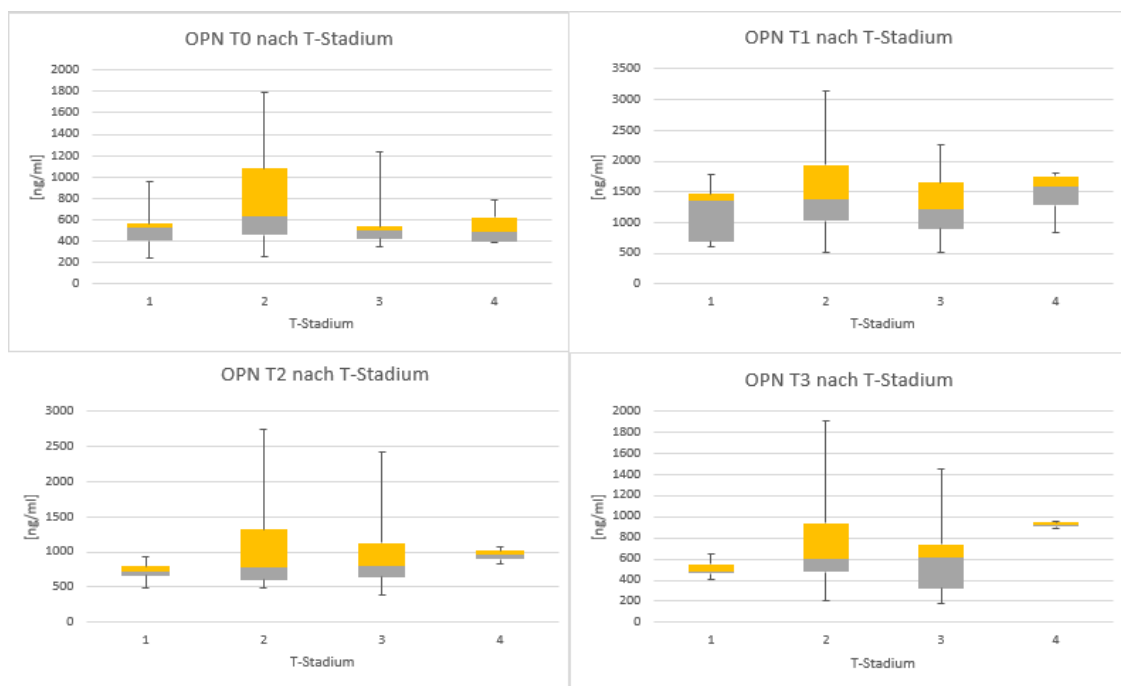 OPN T0 nach T-Stadium
[ng/ml]
2000
1800
1600
1400
1200
1000
800
600
400
200
0
1 2 3 4
T-Stadium
OPN T1 nach T-Stadium
[ng/ml]
3500
3000
2500
2000
1500
1000
500
0
1 2 3 4
T-Stadium
OPN T2 nach T-Stadium
[ng/ml]
3000
2500
2000
1500
1000
500
0
1 2 3 4
T-Stadium
OPN T3 nach T-Stadium
[ng/ml]
2000
1800
1600
1400
1200
1000
800
600
400
200
0
1 2 3 4
T-Stadium